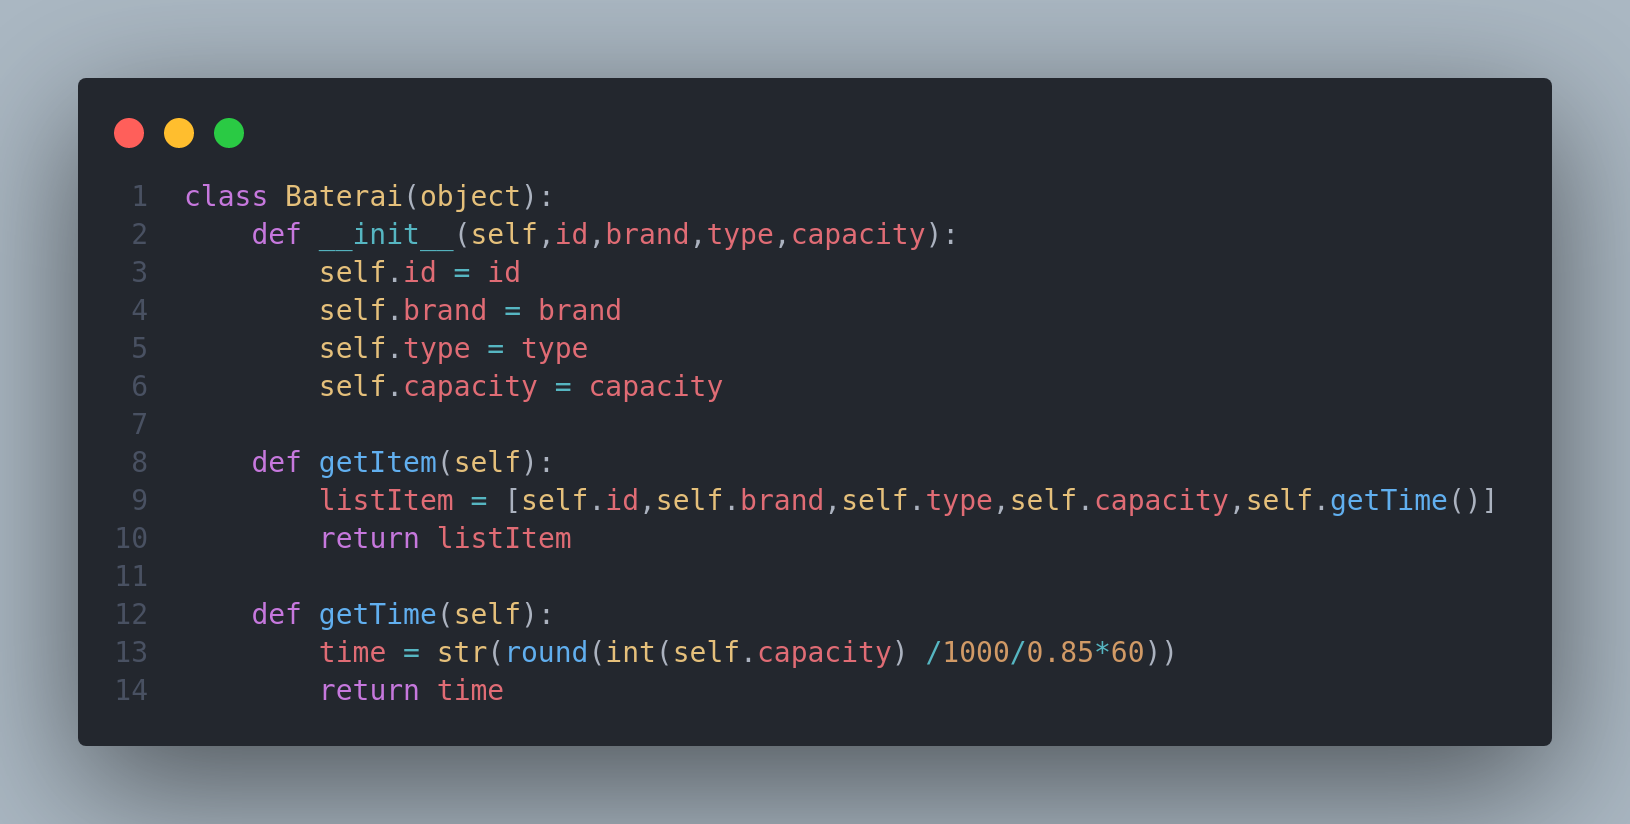 1 class Baterai(object):
2     def __init__(self,id,brand,type,capacity):
3         self.id = id
4         self.brand = brand
5         self.type = type
6         self.capacity = capacity
7
8     def getItem(self):
9         listItem = [self.id,self.brand,self.type,self.capacity,self.getTime()]
10         return listItem
11
12     def getTime(self):
13         time = str(round(int(self.capacity) /1000/0.85*60))
14         return time